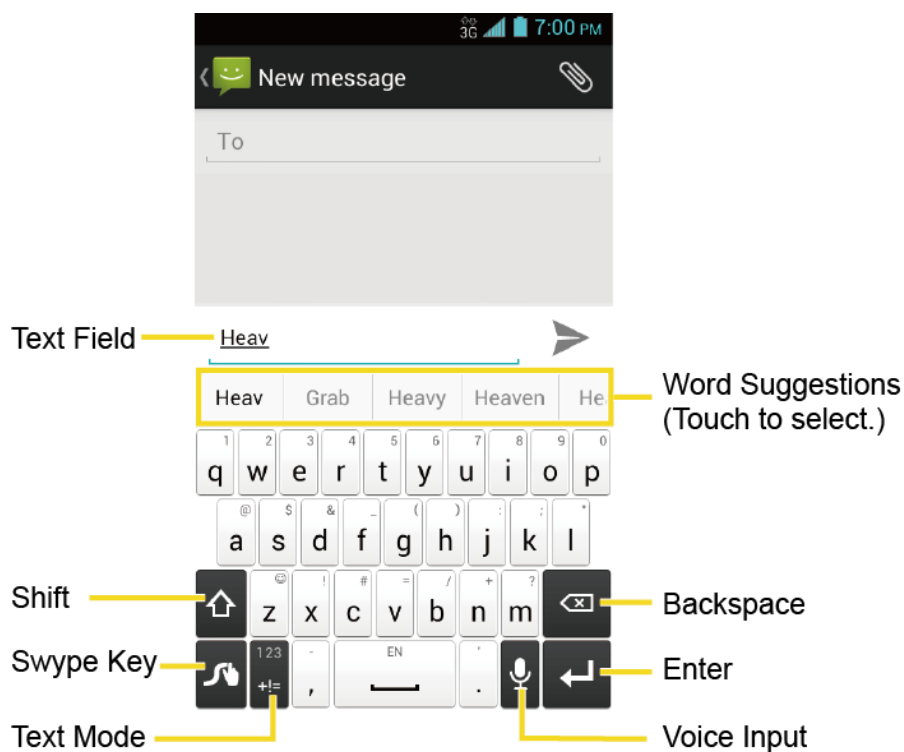 3G 7:00 PM
New message
To
Text Field
Heav
Heav Grab Heavy Heaven He
Word Suggestions
(Touch to select.)
1 2 3 4 5 6 7 8 9 0
q w e r t y u i o p
@ $ & _ ( ) : ; '
a s d f g h j k l
Shift
! # = / + ?
z x c v b n m
Backspace
Swype Key
123 - EN '
+!= , .
Enter
Text Mode
Voice Input